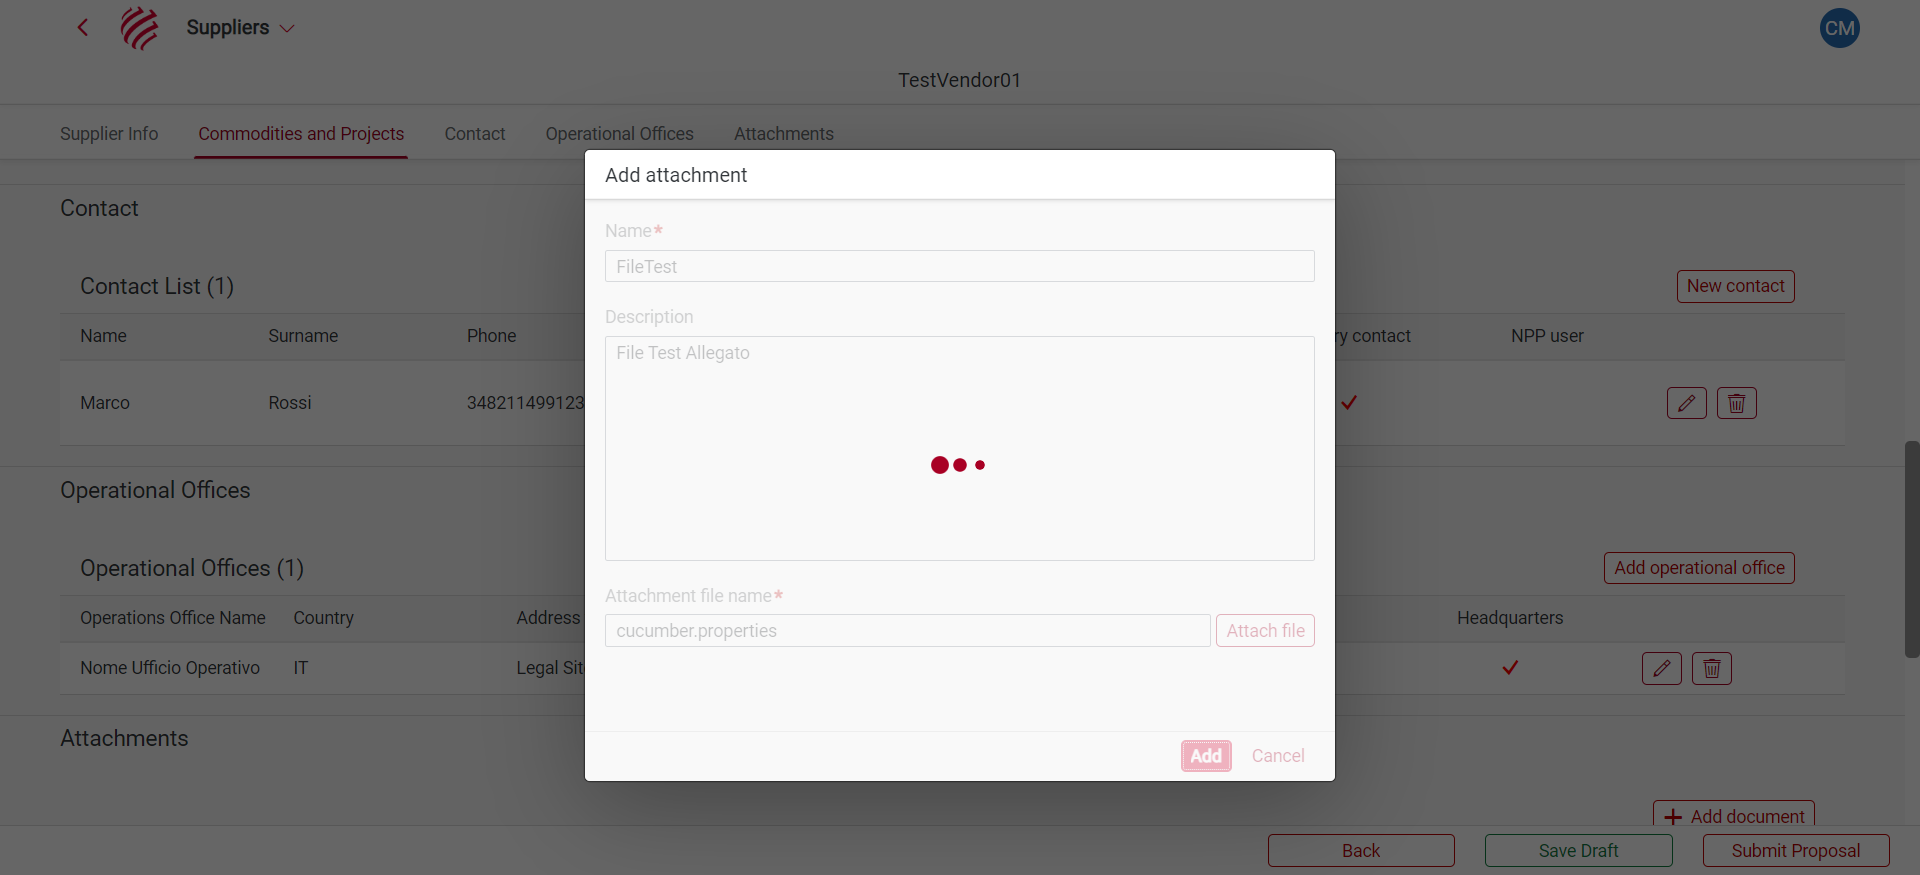 Suppliers
CM
TestVendor01
Supplier Info Commodities and Projects Contact Operational Offices Attachments
Contact
Contact List (1)
New contact
Name Surname Phone ry contact NPP user
Marco Rossi 348211499123
Operational Offices
Operational Offices (1)
Add operational office
Operations Office Name Country Address Headquarters
Nome Ufficio Operativo IT Legal Sit
Attachments
Add document
Back Save Draft Submit Proposal
Add attachment
Name*
FileTest
Description
File Test Allegato
Attachment file name*
cucumber.properties Attach file
Add Cancel